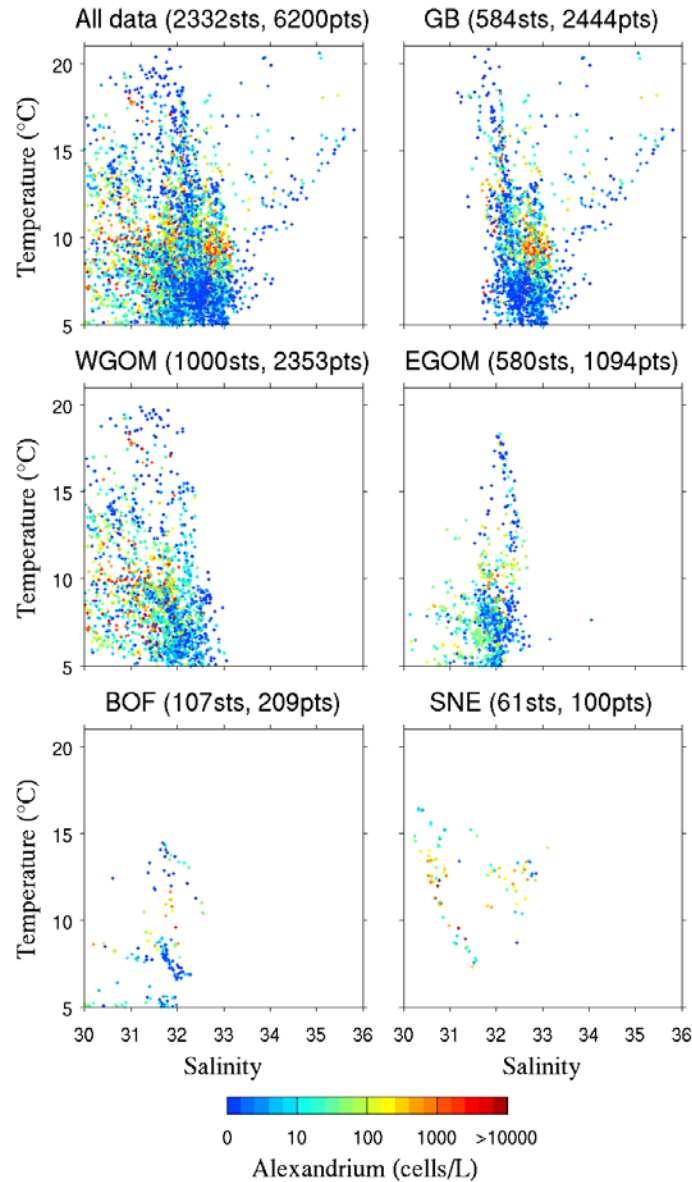 All data (2332sts, 6200pts)
GB (584sts, 2444pts)
Temperature (°C)
20
15
10
5
WGOM (1000sts, 2353pts)
EGOM (580sts, 1094pts)
Temperature (°C)
20
15
10
5
BOF (107sts, 209pts)
SNE (61sts, 100pts)
Temperature (°C)
20
15
10
5
30 31 32 33 34 35 36
30 31 32 33 34 35 36
Salinity
Salinity
0 10 100 1000 >10000
Alexandrium (cells/L)